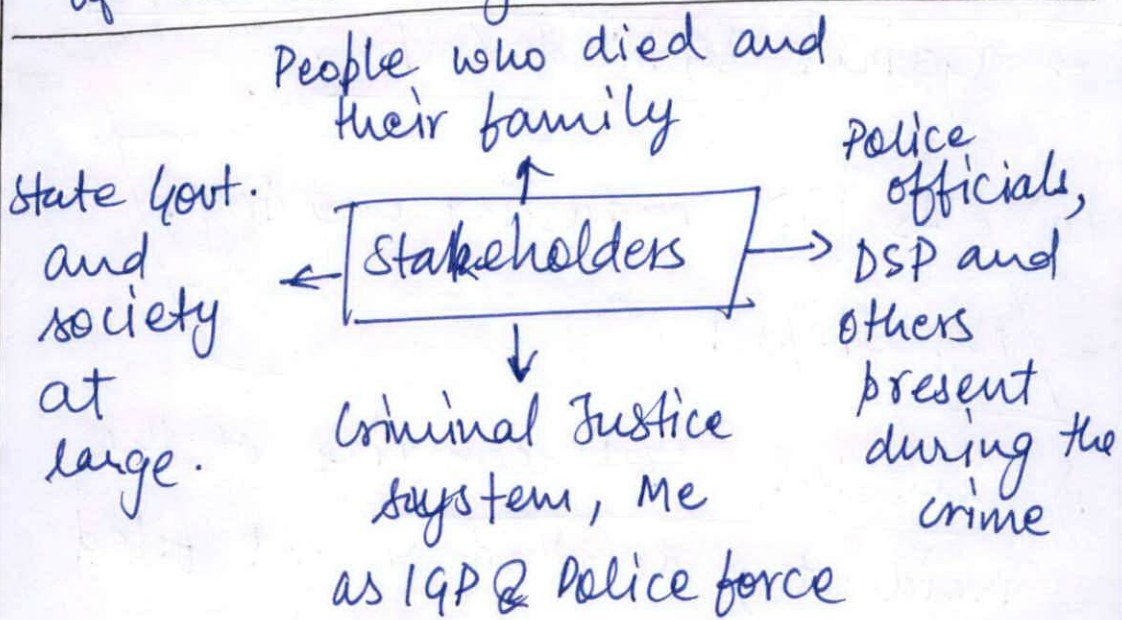 People who died and
their family
State Govt.
and
society
at
large.
Stakeholders
Police
officials,
DSP and
others
present
during the
crime
Criminal Justice
system, Me
as IGP & Police force